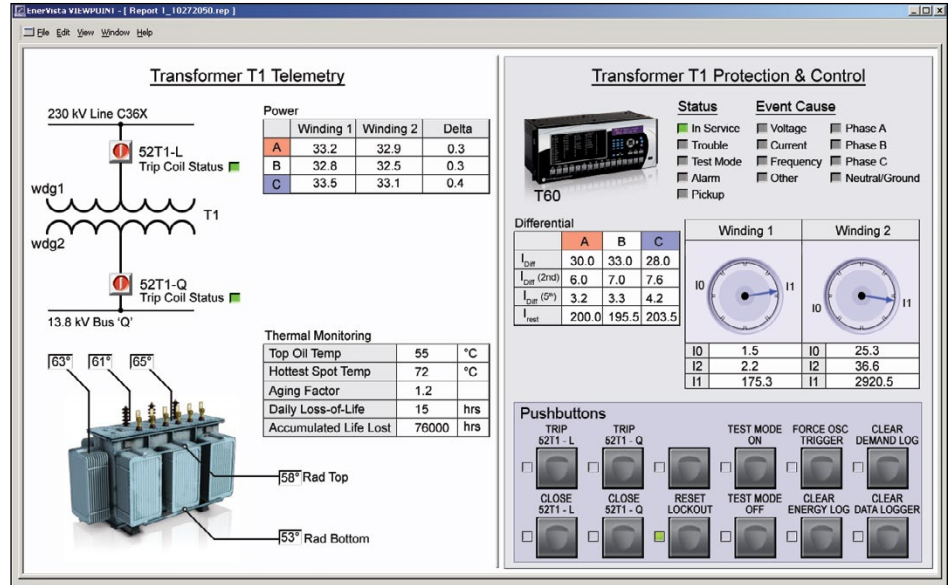 EnerVista VIEWPOINT - [ Report 1_10272050.rep ]
File Edit View Window Help
Transformer T1 Telemetry
230 kV Line C36X
52T1-L
Trip Coil Status
wdg1
T1
wdg2
52T1-Q
Trip Coil Status
13.8 kV Bus 'Q'
Power
Winding 1 Winding 2 Delta
A 33.2 32.9 0.3
B 32.8 32.5 0.3
C 33.5 33.1 0.4
Thermal Monitoring
Top Oil Temp 55 °C
Hottest Spot Temp 72 °C
Aging Factor 1.2
Daily Loss-of-Life 15 hrs
Accumulated Life Lost 76000 hrs
63° 61° 65°
58° Rad Top
53° Rad Bottom
Transformer T1 Protection & Control
T60
Status
In Service
Trouble
Test Mode
Alarm
Pickup
Event Cause
Voltage Phase A
Current Phase B
Frequency Phase C
Other Neutral/Ground
Differential
A B C
IDiff 30.0 33.0 28.0
IDiff (2nd) 6.0 7.0 7.6
IDiff (5th) 3.2 3.3 4.2
Irest 200.0 195.5 203.5
Winding 1 Winding 2
I0 I1 I0 I1
I0 1.5 I0 25.3
I2 2.2 I2 36.6
I1 175.3 I1 2920.5
Pushbuttons
TRIP 52T1 - L
TRIP 52T1 - Q
TEST MODE ON
FORCE OSC TRIGGER
CLEAR DEMAND LOG
CLOSE 52T1 - L
CLOSE 52T1 - Q
RESET LOCKOUT
TEST MODE OFF
CLEAR ENERGY LOG
CLEAR DATA LOGGER